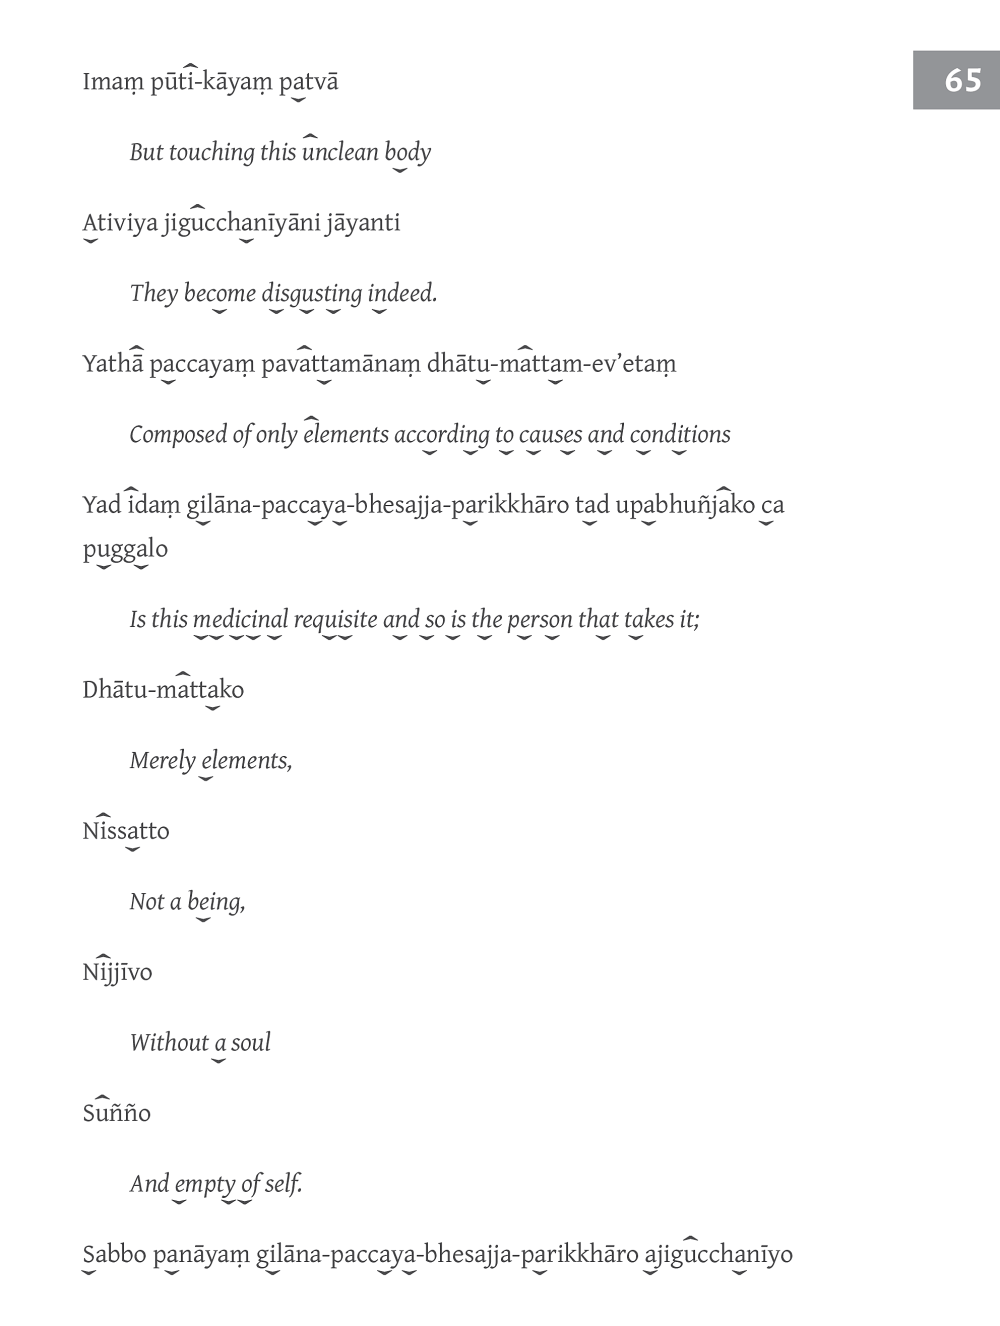 65
Imaṃ pūti-kāyaṃ patvā
But touching this unclean body
Ativiya jigucchanīyāni jāyanti
They become disgusting indeed.
Yathā paccayaṃ pavattamānaṃ dhātu-mattam-ev’etaṃ
Composed of only elements according to causes and conditions
Yad idaṃ gilāna-paccaya-bhesajja-parikkhāro tad upabhuñjako ca
puggalo
Is this medicinal requisite and so is the person that takes it;
Dhātu-mattako
Merely elements,
Nissatto
Not a being,
Nijjīvo
Without a soul
Suñño
And empty of self.
Sabbo panāyaṃ gilāna-paccaya-bhesajja-parikkhāro ajigucchanīyo